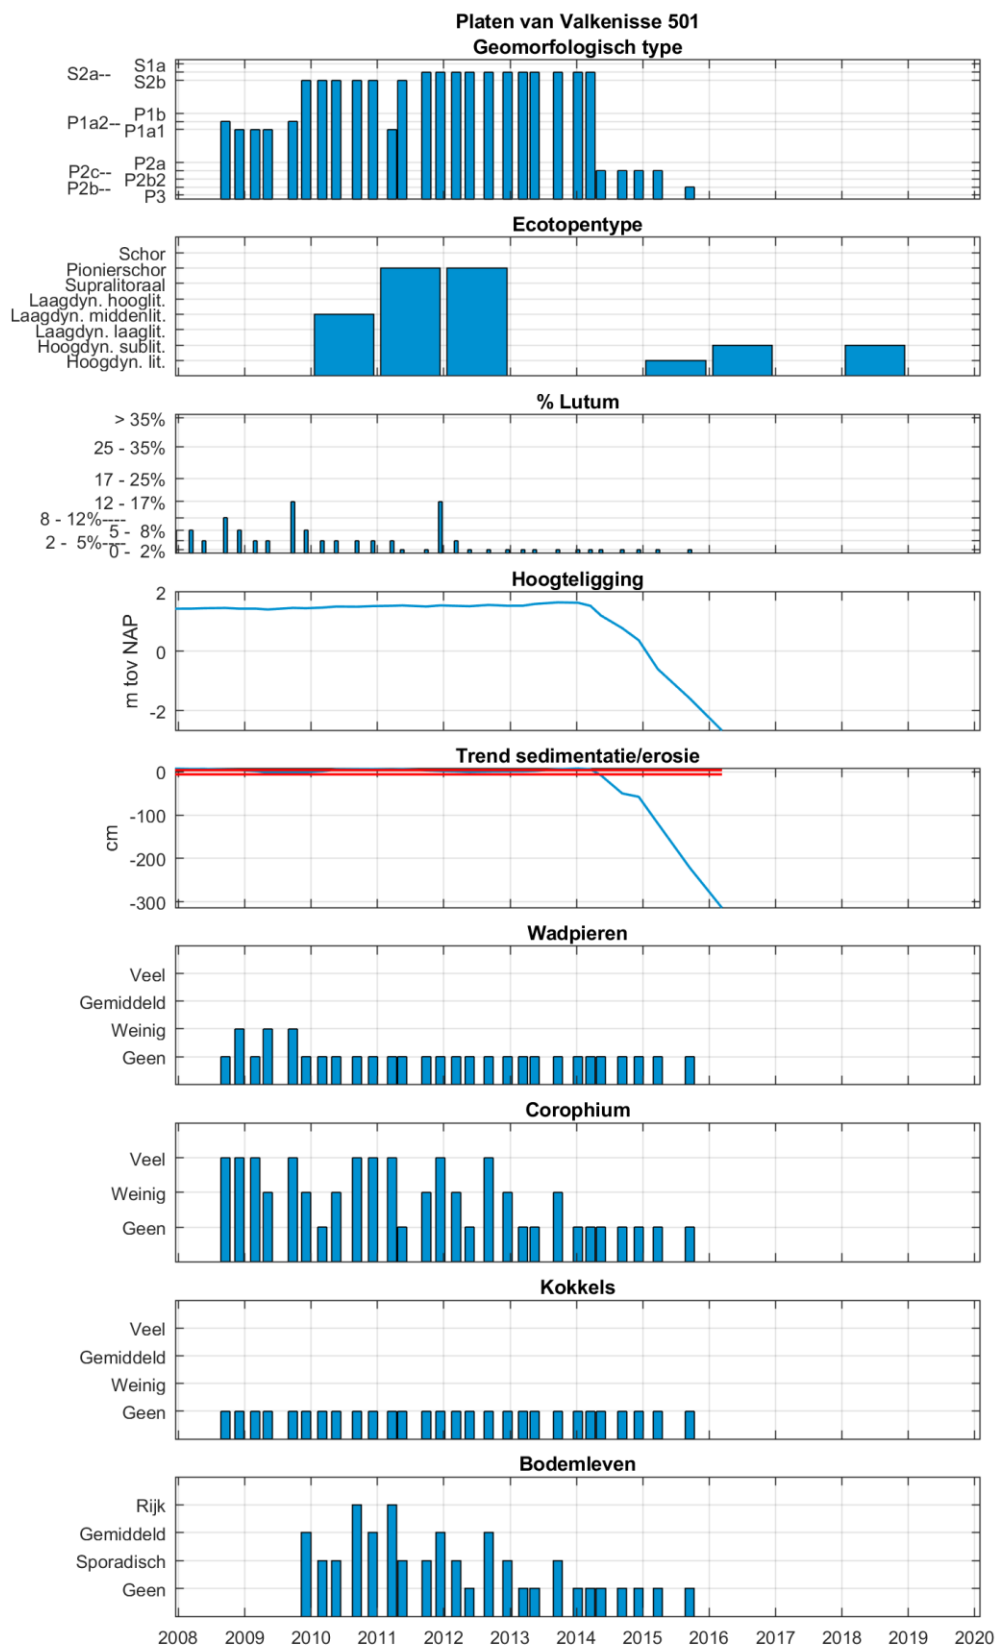 Platen van Valkenisse 501
Geomorfologisch type
S1a
S2a--
S2b
P1b
P1a2--
P1a1
P2a
P2c--
P2b2
P2b--
P3
Ecotopentype
Schor
Pionierschor
Supralitoraal
Laagdyn. hooglit.
Laagdyn. middenlit.
Laagdyn. laaglit.
Hoogdyn. sublit.
Hoogdyn. lit.
% Lutum
> 35%
25 - 35%
17 - 25%
12 - 17%
8 - 12%----
5 - 8%
2 - 5%----
0 - 2%
Hoogteligging
2
0
-2
m tov NAP
Trend sedimentatie/erosie
0
-100
-200
-300
cm
Wadpieren
Veel
Gemiddeld
Weinig
Geen
Corophium
Veel
Weinig
Geen
Kokkels
Veel
Gemiddeld
Weinig
Geen
Bodemleven
Rijk
Gemiddeld
Sporadisch
Geen
2008 2009 2010 2011 2012 2013 2014 2015 2016 2017 2018 2019 2020